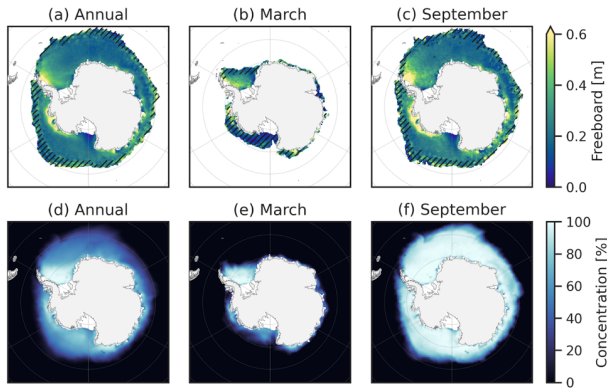 (a) Annual (b) March (c) September
0.6
0.4
0.2
0.0
Freeboard [m]
(d) Annual (e) March (f) September
100
80
60
40
20
0
Concentration [%]